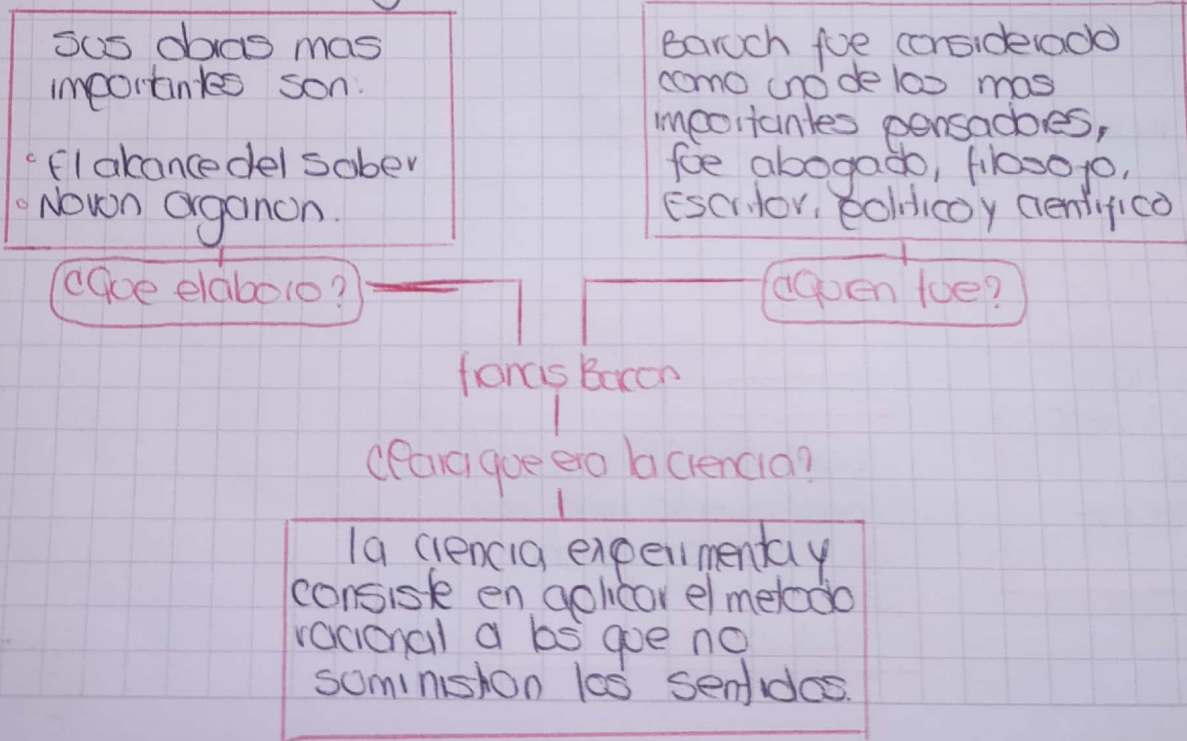 Sus obras mas
importantes son:
• El alcance del Saber
• Novon Organon.
Baruch fue considerado
como uno de los mas
importantes pensadores,
fue abogado, filosofo,
Escritor, politico y cientifico
¿Que elaboro?
¿Quien fue?
francis Bacon
¿Para que era la ciencia?
la ciencia experimenta y
consiste en aplicar el metodo
racional a los que no
suministran los sentidos.